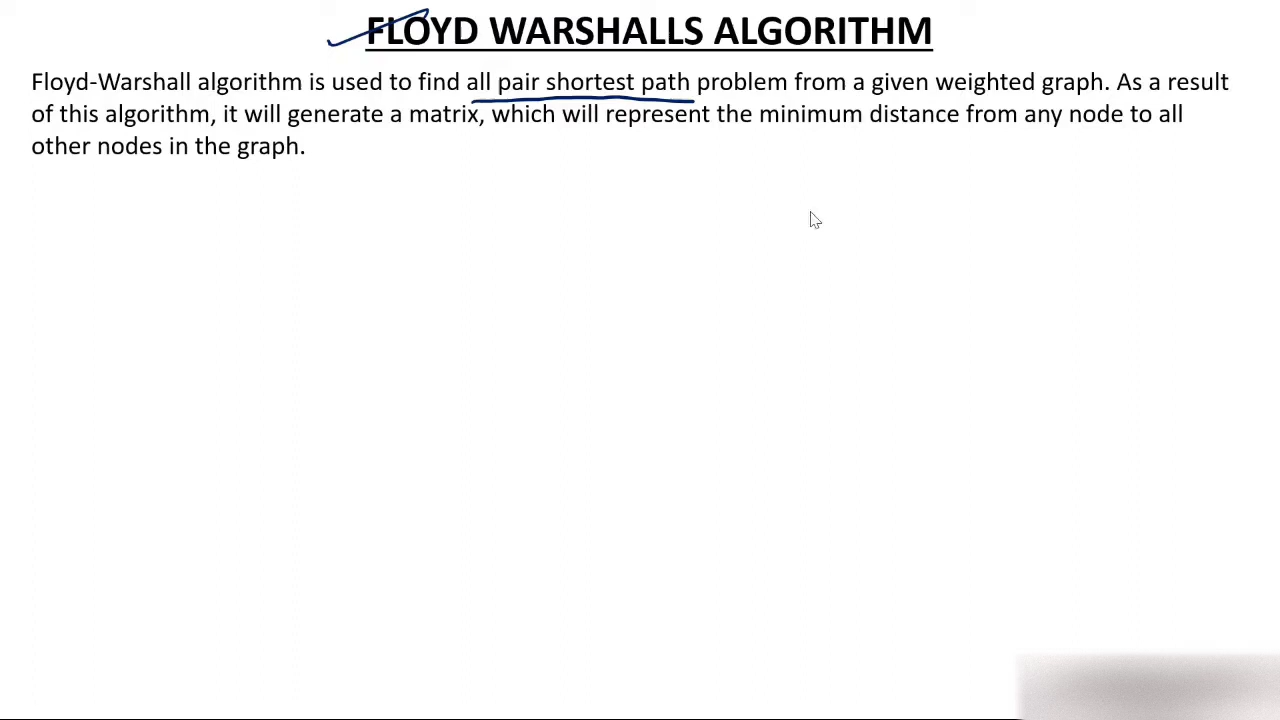 FLOYD WARSHALLS ALGORITHM
Floyd-Warshall algorithm is used to find all pair shortest path problem from a given weighted graph. As a result
of this algorithm, it will generate a matrix, which will represent the minimum distance from any node to all
other nodes in the graph.